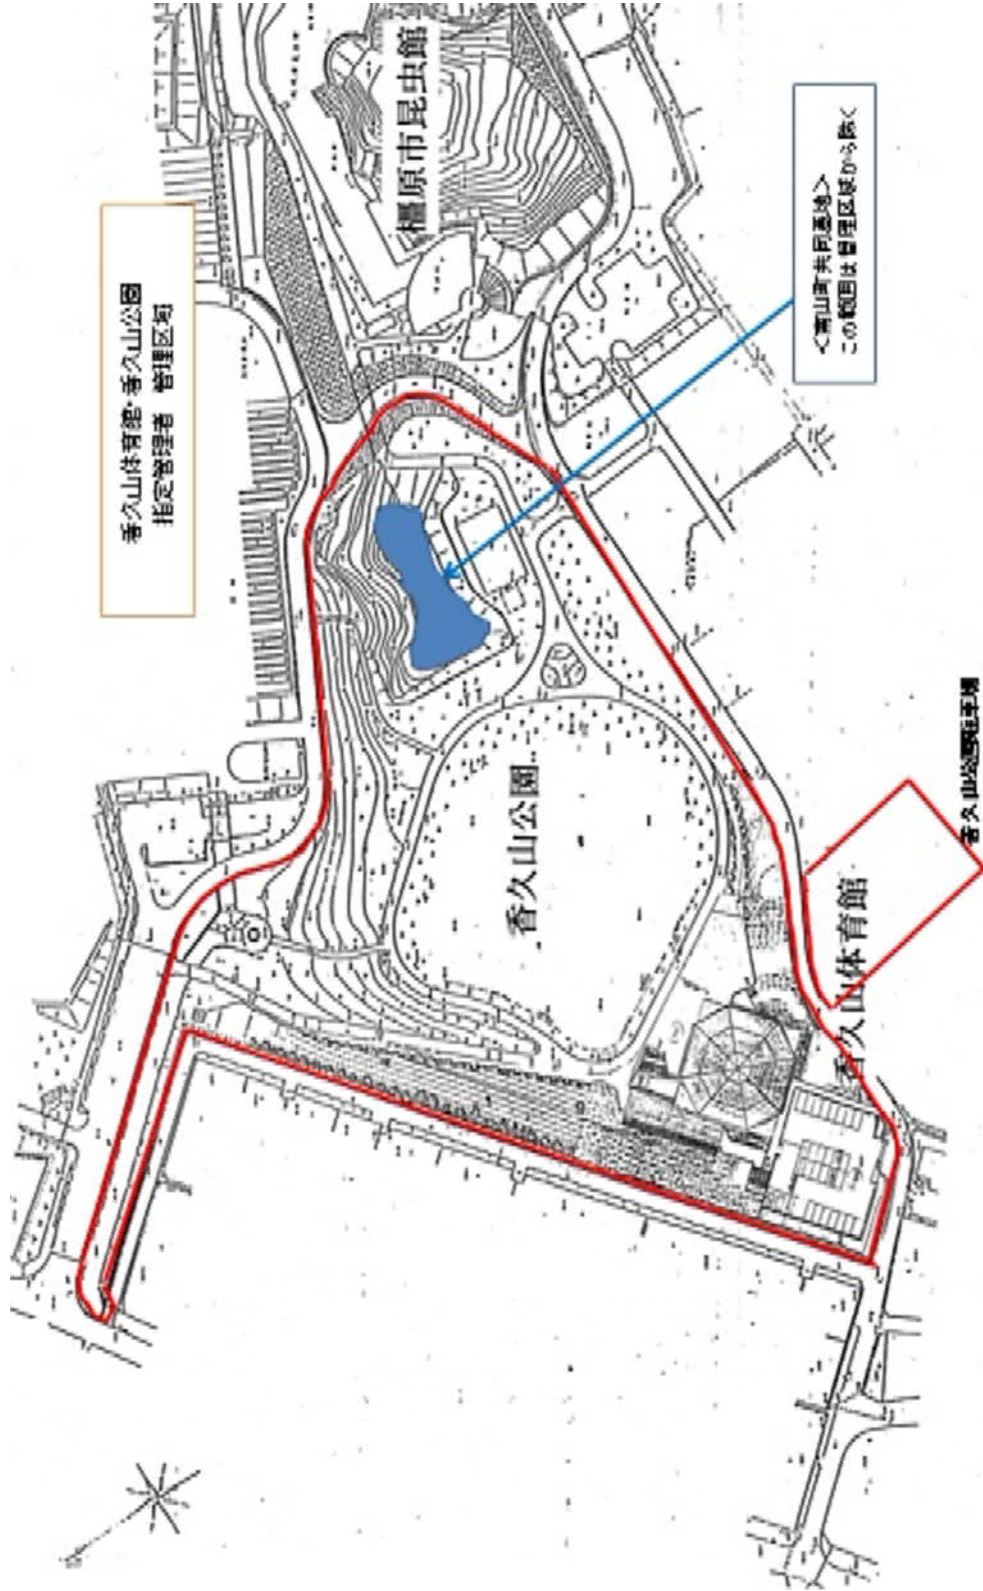 香久山体育館・香久山公園
指定管理者　管理区域
橿原市昆虫館
<南山町共同墓地>
この範囲は管理区域から除く
香久山公園
香久山体育館
香久山公園駐車場